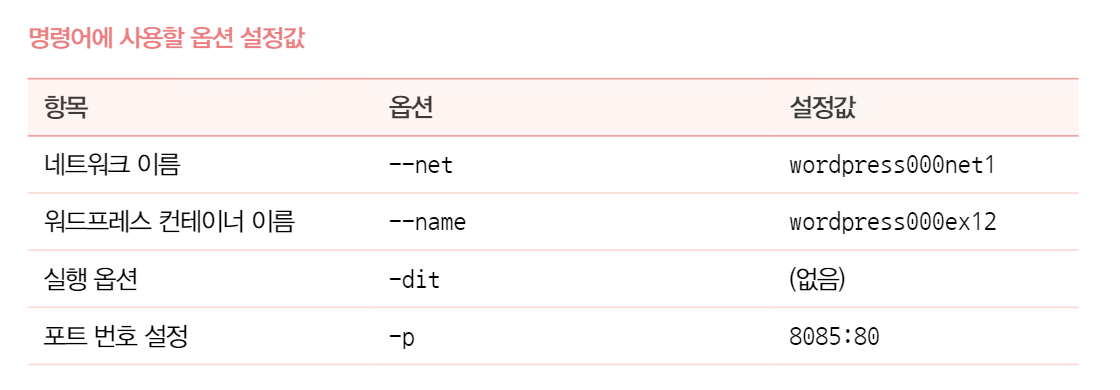 명령어에 사용할 옵션 설정값
항목 옵션 설정값
네트워크 이름 --net wordpress000net1
워드프레스 컨테이너 이름 --name wordpress000ex12
실행 옵션 -dit (없음)
포트 번호 설정 -p 8085:80